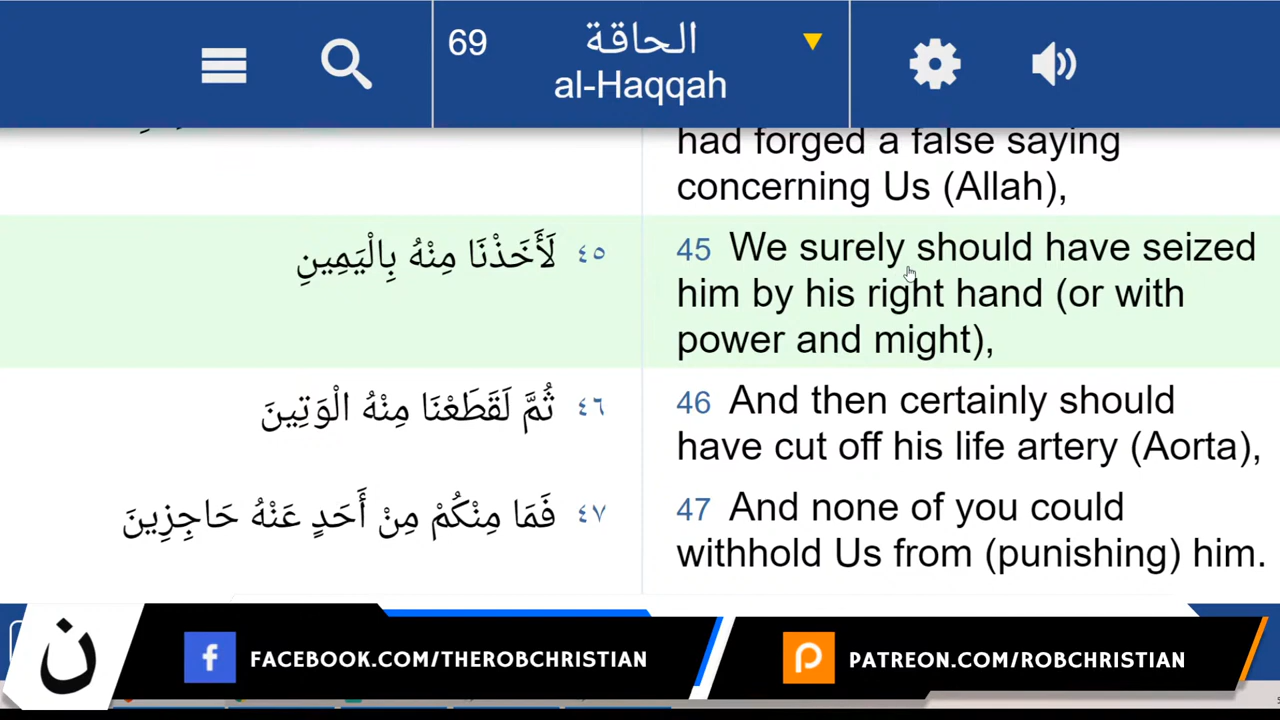 69
الحاقة
al-Haqqah
had forged a false saying
concerning Us (Allah),
٤٥ لَأَخَذْنَا مِنْهُ بِالْيَمِينِ
45 We surely should have seized
him by his right hand (or with
power and might),
٤٦ ثُمَّ لَقَطَعْنَا مِنْهُ الْوَتِينَ
46 And then certainly should
have cut off his life artery (Aorta),
٤٧ فَمَا مِنْكُمْ مِنْ أَحَدٍ عَنْهُ حَاجِزِينَ
47 And none of you could
withhold Us from (punishing) him.
ن
FACEBOOK.COM/THEROBCHRISTIAN
PATREON.COM/ROBCHRISTIAN